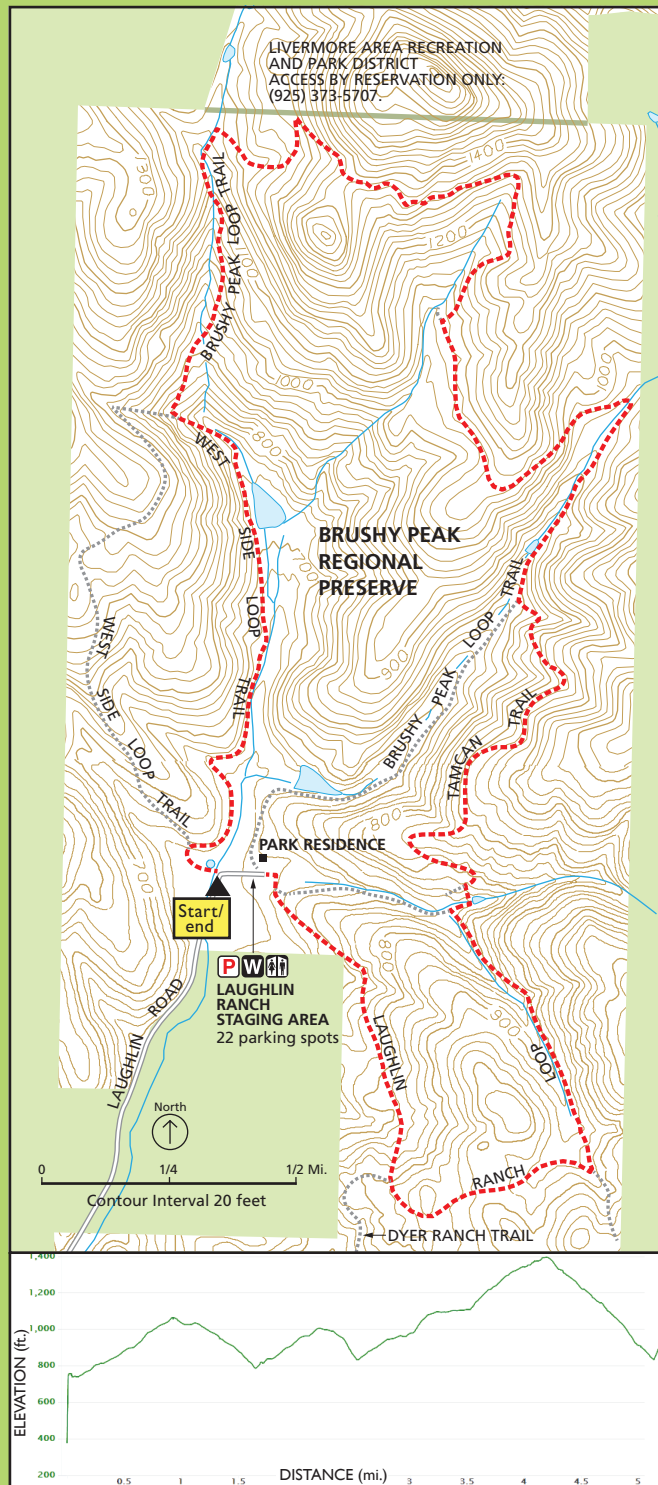 LIVERMORE AREA RECREATION
AND PARK DISTRICT
ACCESS BY RESERVATION ONLY:
(925) 373-5707.
1300
1400
1200
BRUSHY PEAK LOOP TRAIL
1000
1000
WEST SIDE LOOP TRAIL
800
BRUSHY PEAK
REGIONAL
PRESERVE
900
BRUSHY PEAK LOOP TRAIL
WEST SIDE LOOP TRAIL
TAMCAN TRAIL
700
800
PARK RESIDENCE
Start/
end
P W
LAUGHLIN
RANCH
STAGING AREA
22 parking spots
800
900
LAUGHLIN RANCH LOOP
LAUGHLIN ROAD
North
0 1/4 1/2 Mi.
Contour Interval 20 feet
DYER RANCH TRAIL
1,400
1,200
1,000
800
600
400
200
ELEVATION (ft.)
0.5 1 1.5 3 3.5 4 4.5 5
DISTANCE (mi.)